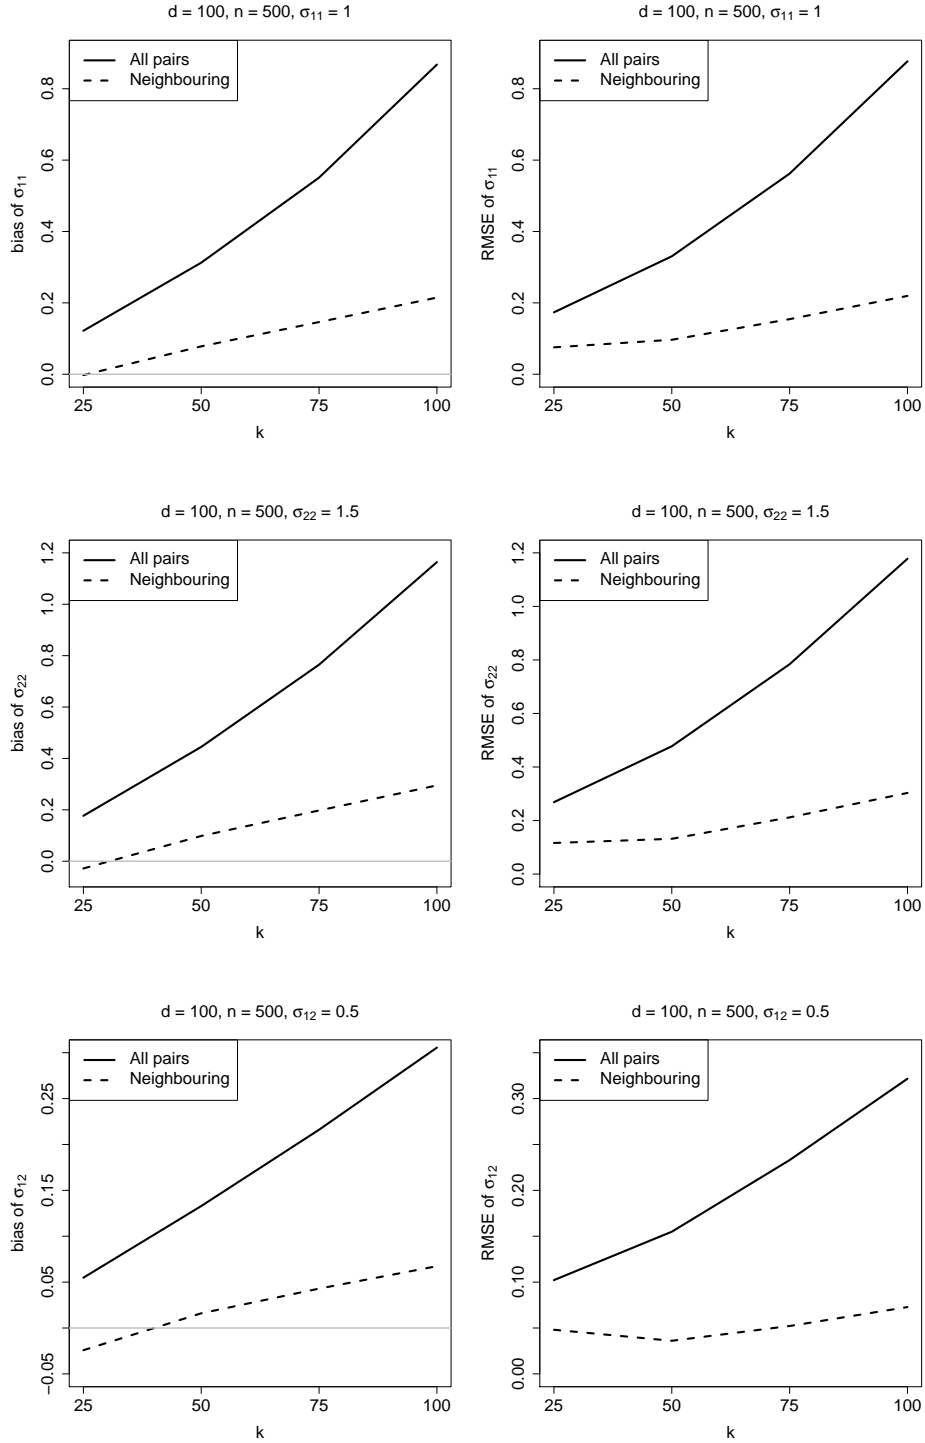 d = 100, n = 500, σ11 = 1
All pairs
Neighbouring
bias of σ11
0.0
0.2
0.4
0.6
0.8
25
50
75
100
k
d = 100, n = 500, σ11 = 1
All pairs
Neighbouring
RMSE of σ11
0.0
0.2
0.4
0.6
0.8
25
50
75
100
k
d = 100, n = 500, σ22 = 1.5
All pairs
Neighbouring
bias of σ22
0.0
0.2
0.4
0.6
0.8
1.0
1.2
25
50
75
100
k
d = 100, n = 500, σ22 = 1.5
All pairs
Neighbouring
RMSE of σ22
0.0
0.2
0.4
0.6
0.8
1.0
1.2
25
50
75
100
k
d = 100, n = 500, σ12 = 0.5
All pairs
Neighbouring
bias of σ12
−0.05
0.05
0.15
0.25
25
50
75
100
k
d = 100, n = 500, σ12 = 0.5
All pairs
Neighbouring
RMSE of σ12
0.00
0.10
0.20
0.30
25
50
75
100
k